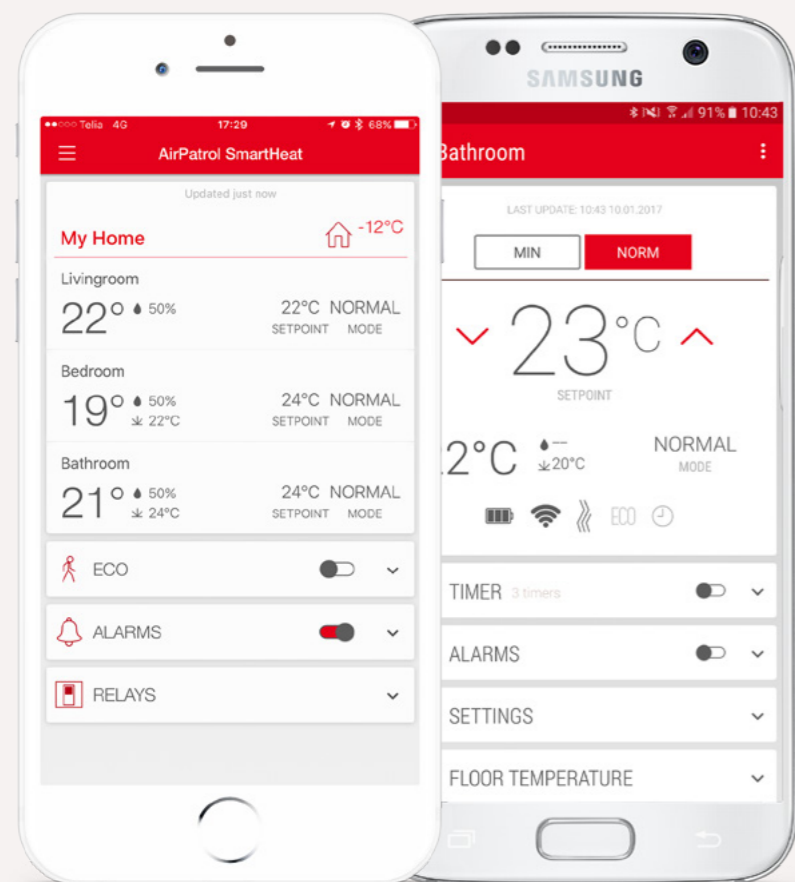 Telia 4G 17:29 68%
AirPatrol SmartHeat
Updated just now
My Home -12°C
Livingroom
22° 50% 22°C NORMAL
SETPOINT MODE
Bedroom
19° 50% 24°C NORMAL
22°C SETPOINT MODE
Bathroom
21° 50% 24°C NORMAL
24°C SETPOINT MODE
ECO
ALARMS
RELAYS
SAMSUNG
91% 10:43
Bathroom
LAST UPDATE: 10:43 10.01.2017
MIN NORM
23°C
SETPOINT
2°C -- NORMAL
20°C MODE
ECO
TIMER 3 timers
ALARMS
SETTINGS
FLOOR TEMPERATURE